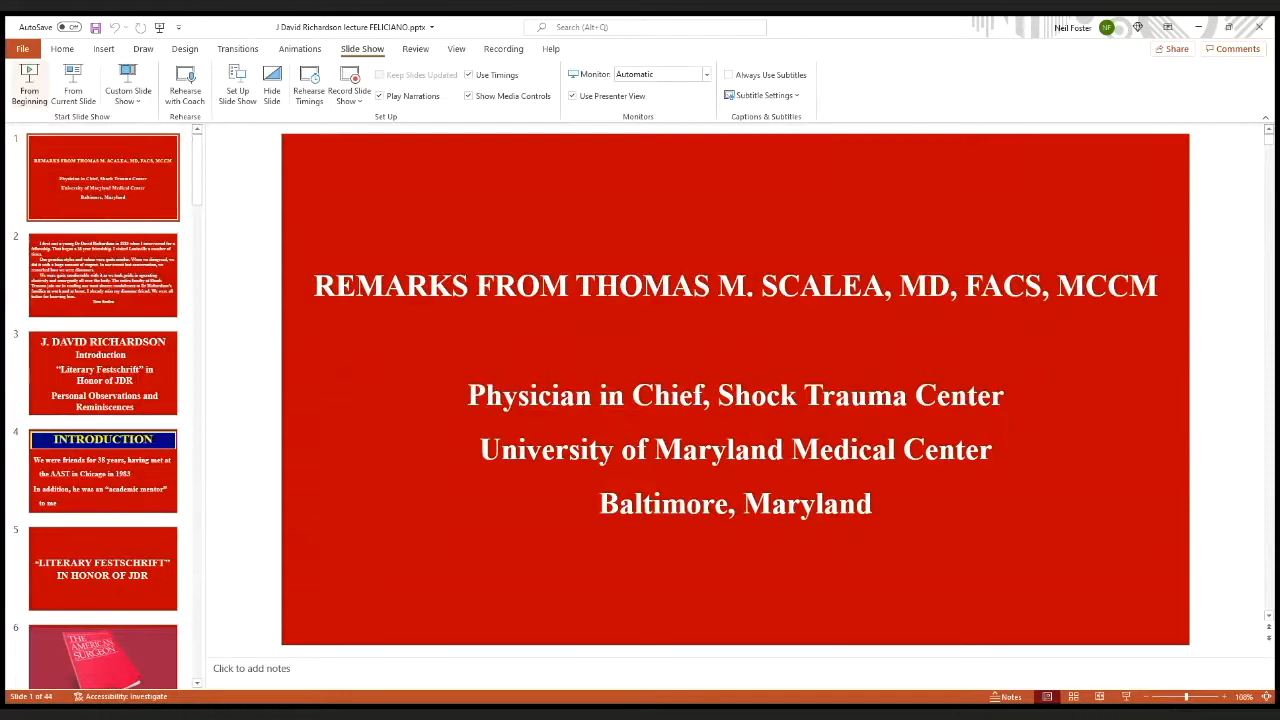 AutoSave Off
J David Richardson lecture FELICIANO.pptx
Search (Alt+Q)
Neil Foster NF
File Home Insert Draw Design Transitions Animations Slide Show Review View Recording Help
Share Comments
From Beginning
From Current Slide
Custom Slide Show
Rehearse with Coach
Set Up Slide Show
Hide Slide
Rehearse Timings
Record Slide Show
Keep Slides Updated
Play Narrations
Use Timings
Show Media Controls
Monitor: Automatic
Use Presenter View
Always Use Subtitles
Subtitle Settings
Start Slide Show
Rehearse
Set Up
Monitors
Captions & Subtitles
1
REMARKS FROM THOMAS M. SCALEA, MD, FACS, MCCM
Physician in Chief, Shock Trauma Center
University of Maryland Medical Center
Baltimore, Maryland
2
3
J. DAVID RICHARDSON
Introduction
"Literary Festschrift" in
Honor of JDR
Personal Observations and
Reminiscences
4
INTRODUCTION
We were friends for 38 years, having met at
the AAST in Chicago in 1983
In addition, he was an "academic mentor"
to me
5
"LITERARY FESTSCHRIFT"
IN HONOR OF JDR
6
THE
AMERICAN
SURGEON
REMARKS FROM THOMAS M. SCALEA, MD, FACS, MCCM
Physician in Chief, Shock Trauma Center
University of Maryland Medical Center
Baltimore, Maryland
Click to add notes
Slide 1 of 44
Accessibility: Investigate
Notes
108%